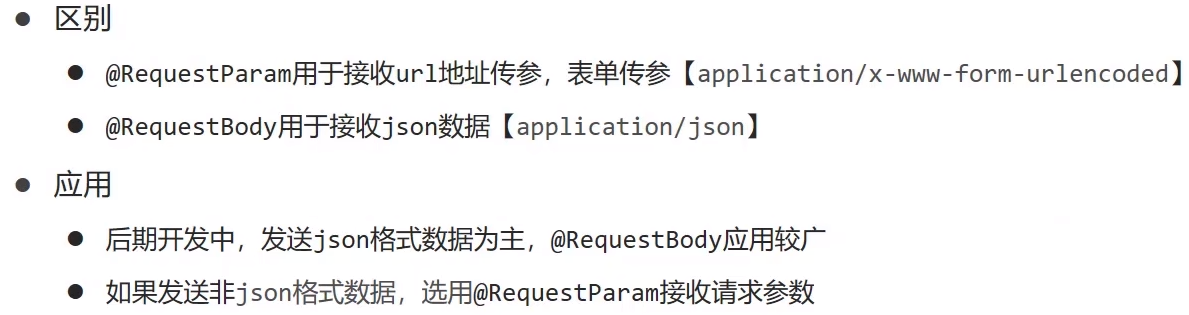 ● 区别
● @RequestParam用于接收url地址传参，表单传参【application/x-www-form-urlencoded】
● @RequestBody用于接收json数据【application/json】
● 应用
● 后期开发中，发送json格式数据为主，@RequestBody应用较广
● 如果发送非json格式数据，选用@RequestParam接收请求参数